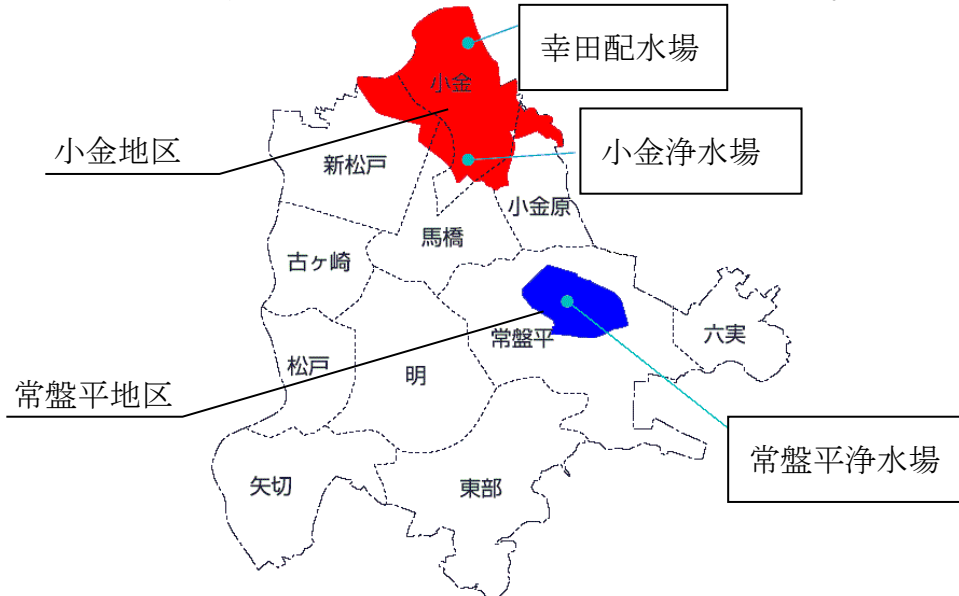 幸田配水場
小金
小金地区
小金浄水場
新松戸
小金原
馬橋
古ヶ崎
六実
常盤平
松戸
明
常盤平地区
常盤平浄水場
矢切
東部